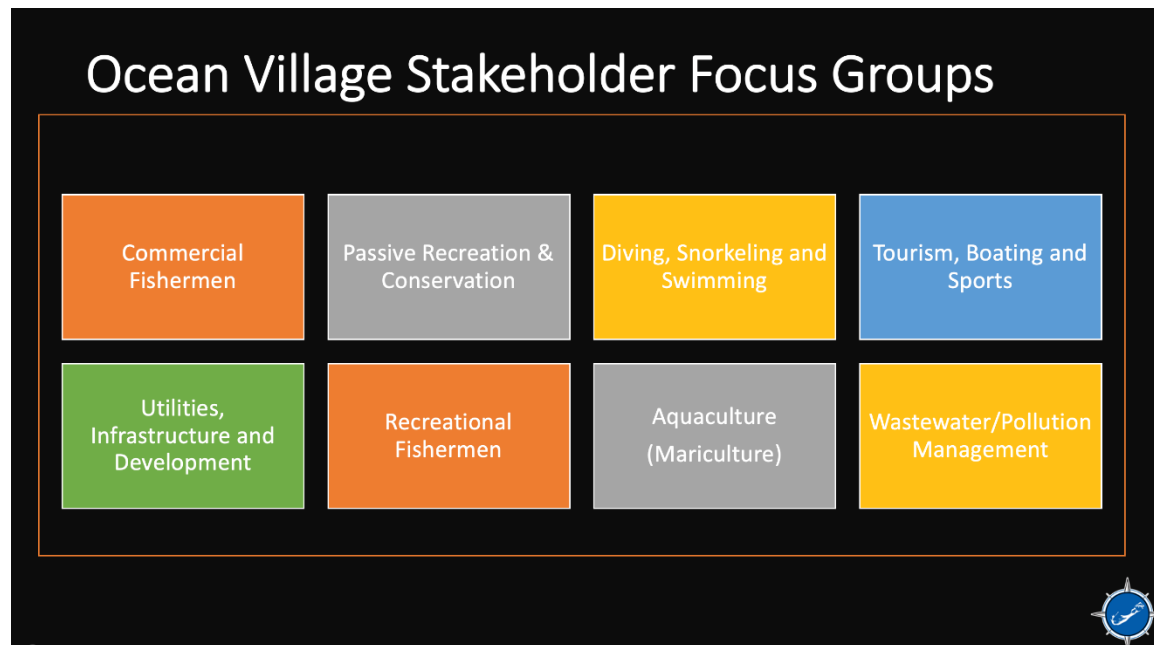 Ocean Village Stakeholder Focus Groups
Commercial
Fishermen
Passive Recreation &
Conservation
Diving, Snorkeling and
Swimming
Tourism, Boating and
Sports
Utilities,
Infrastructure and
Development
Recreational
Fishermen
Aquaculture
(Mariculture)
Wastewater/Pollution
Management